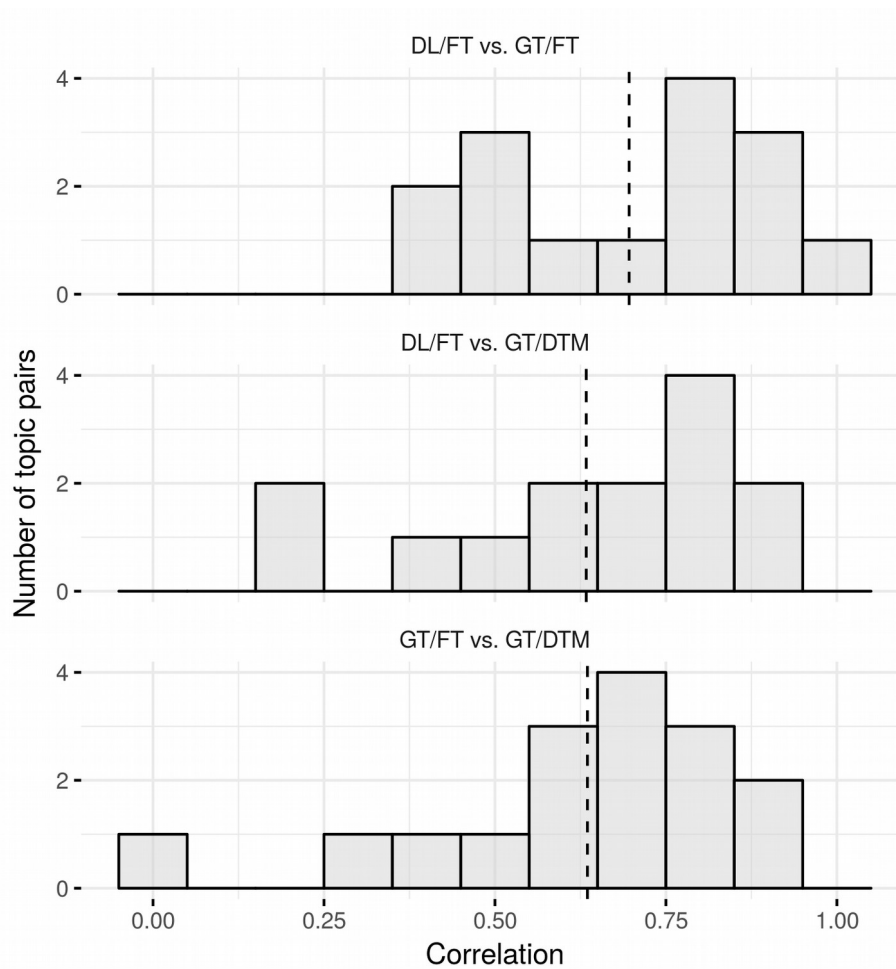 DL/FT vs. GT/FT
4
2
0
DL/FT vs. GT/DTM
4
2
0
Number of topic pairs
GT/FT vs. GT/DTM
4
2
0
0.00 0.25 0.50 0.75 1.00
Correlation